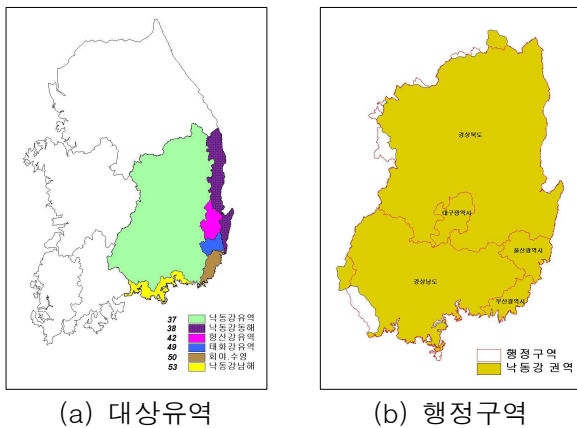 37 낙동강유역
38 낙동강동해
42 형산강유역
49 태화강유역
50 회야.수영
53 낙동강남해
(a) 대상유역
경상북도
대구광역시
울산광역시
경상남도
부산광역시
행정구역
낙동강 권역
(b) 행정구역